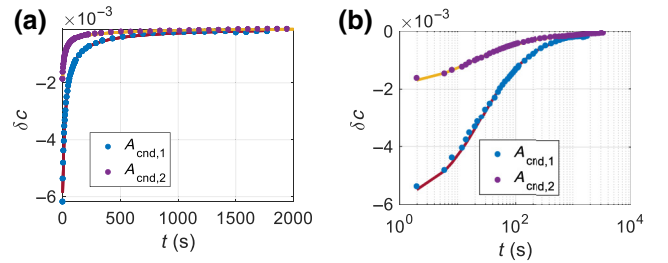 (a)
×10⁻³
δc
−2
−4
−6
A_cnd,1
A_cnd,2
0 500 1000 1500 2000
t (s)
(b)
×10⁻³
δc
0
−2
−4
−6
A_cnd,1
A_cnd,2
10⁰ 10² 10⁴
t (s)